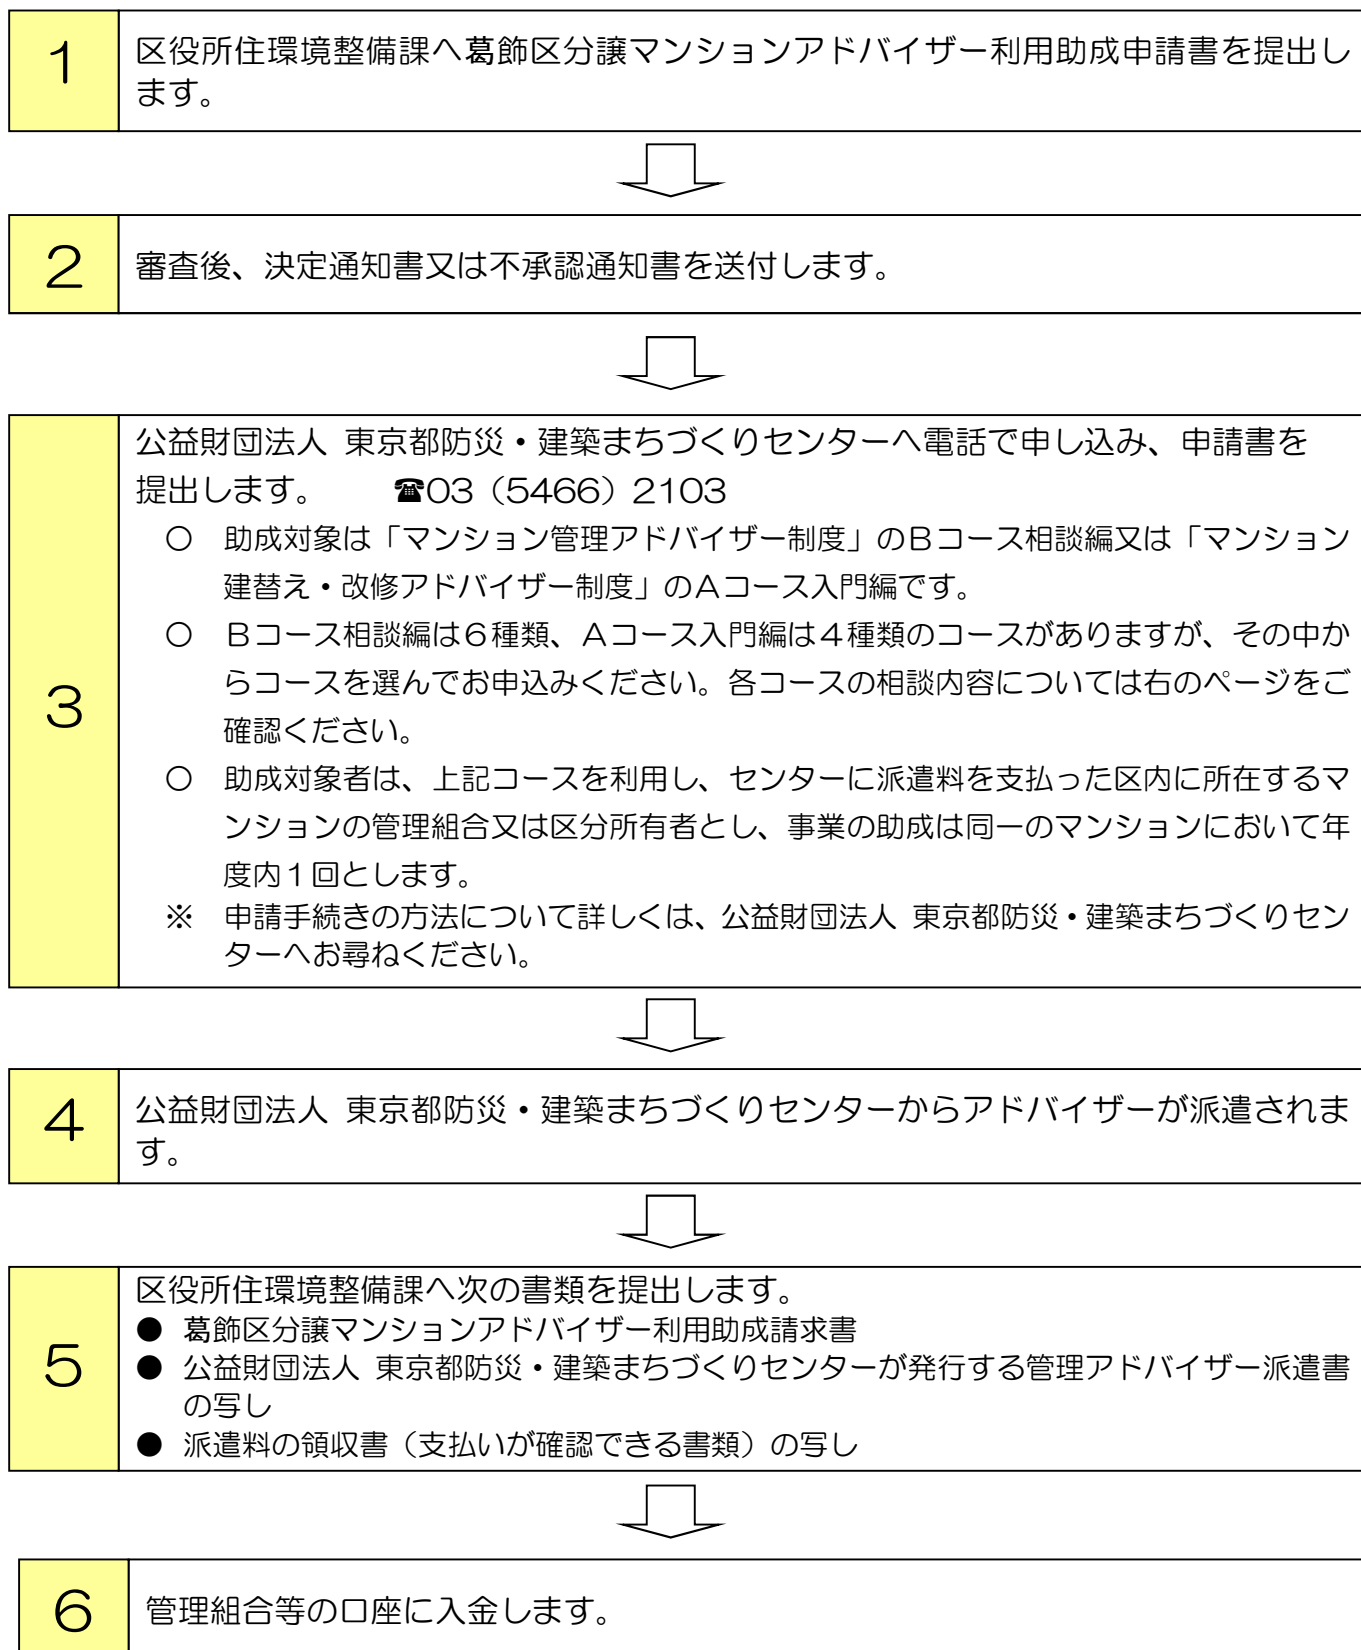 1
区役所住環境整備課へ葛飾区分譲マンションアドバイザー利用助成申請書を提出し
ます。
2
審査後、決定通知書又は不承認通知書を送付します。
3
公益財団法人 東京都防災・建築まちづくりセンターへ電話で申し込み、申請書を
提出します。 ☎03（5466）2103
○ 助成対象は「マンション管理アドバイザー制度」のＢコース相談編又は「マンション
建替え・改修アドバイザー制度」のＡコース入門編です。
○ Ｂコース相談編は６種類、Ａコース入門編は４種類のコースがありますが、その中か
らコースを選んでお申込みください。各コースの相談内容については右のページをご
確認ください。
○ 助成対象者は、上記コースを利用し、センターに派遣料を支払った区内に所在するマ
ンションの管理組合又は区分所有者とし、事業の助成は同一のマンションにおいて年
度内１回とします。
※ 申請手続きの方法について詳しくは、公益財団法人 東京都防災・建築まちづくりセン
ターへお尋ねください。
4
公益財団法人 東京都防災・建築まちづくりセンターからアドバイザーが派遣されま
す。
5
区役所住環境整備課へ次の書類を提出します。
● 葛飾区分譲マンションアドバイザー利用助成請求書
● 公益財団法人 東京都防災・建築まちづくりセンターが発行する管理アドバイザー派遣書
の写し
● 派遣料の領収書（支払いが確認できる書類）の写し
6
管理組合等の口座に入金します。